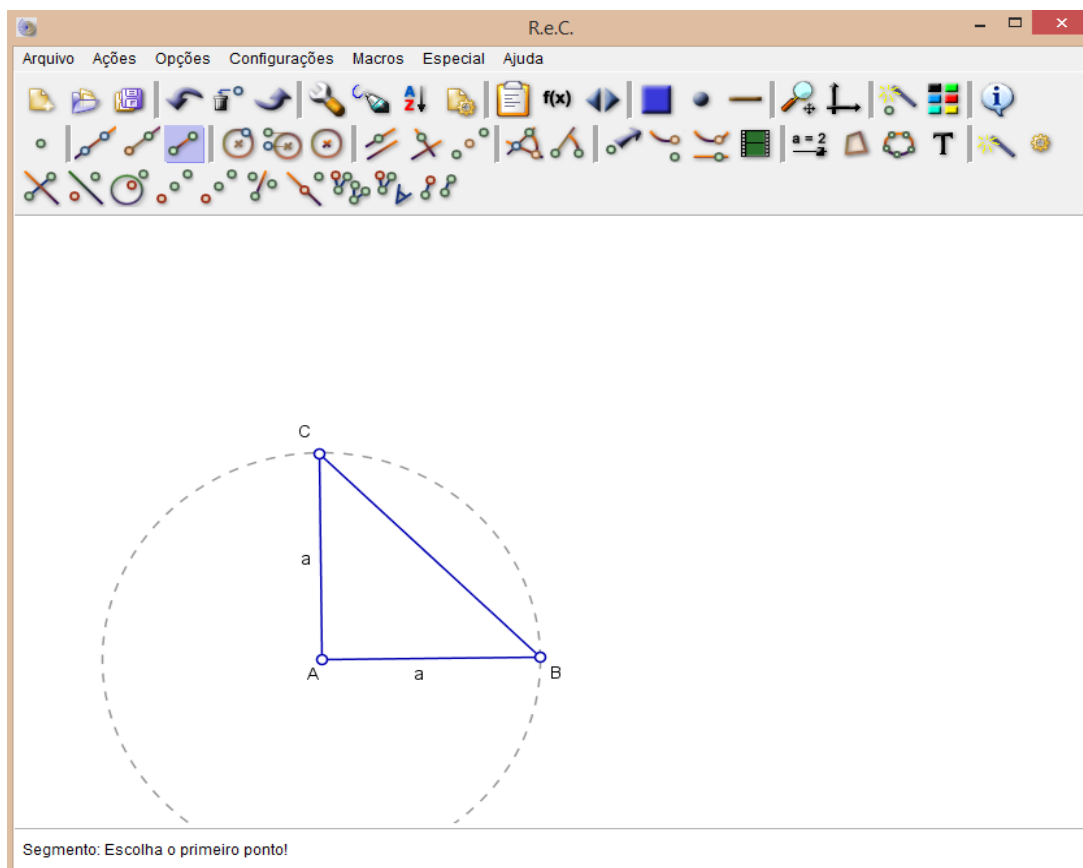 R.e.C.
Arquivo Ações Opções Configurações Macros Especial Ajuda
A Z f(x) i
a = 2 T
C
a
A a B
Segmento: Escolha o primeiro ponto!